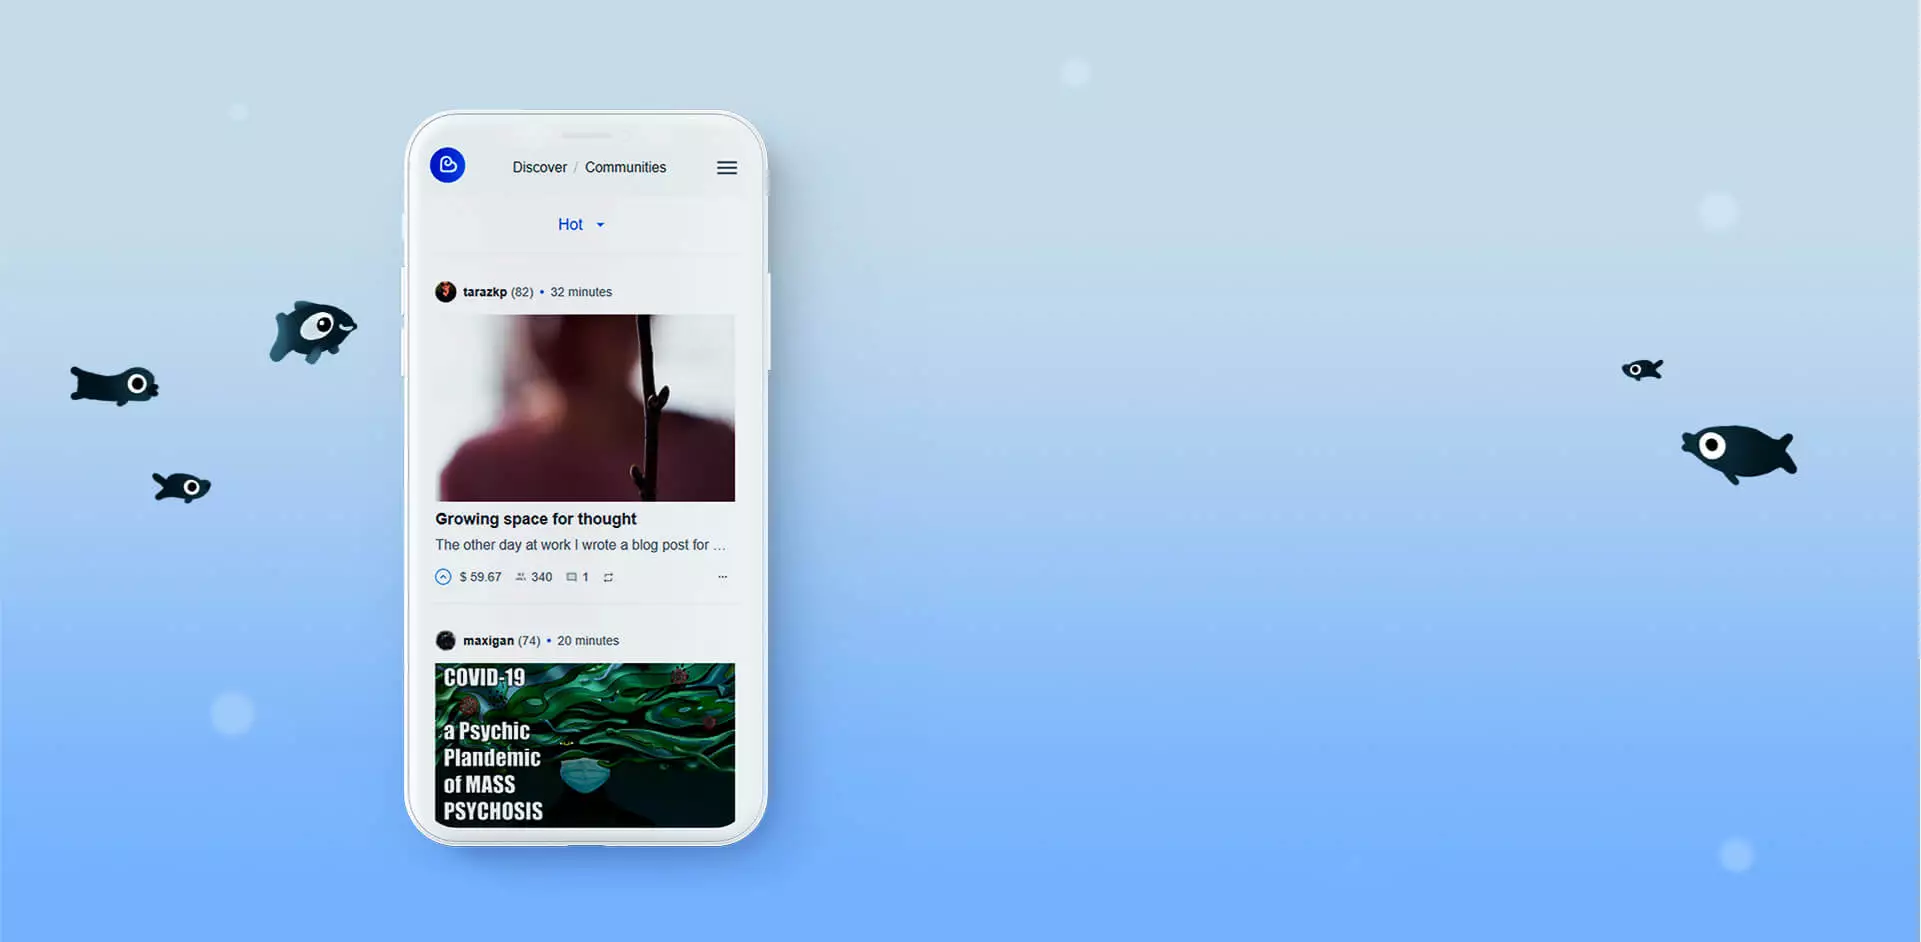 Discover / Communities
Hot
tarazkp (82) • 32 minutes
Growing space for thought
The other day at work I wrote a blog post for ...
$ 59.67 340 1
maxigan (74) • 20 minutes
COVID-19
a Psychic
Plandemic
of MASS
PSYCHOSIS